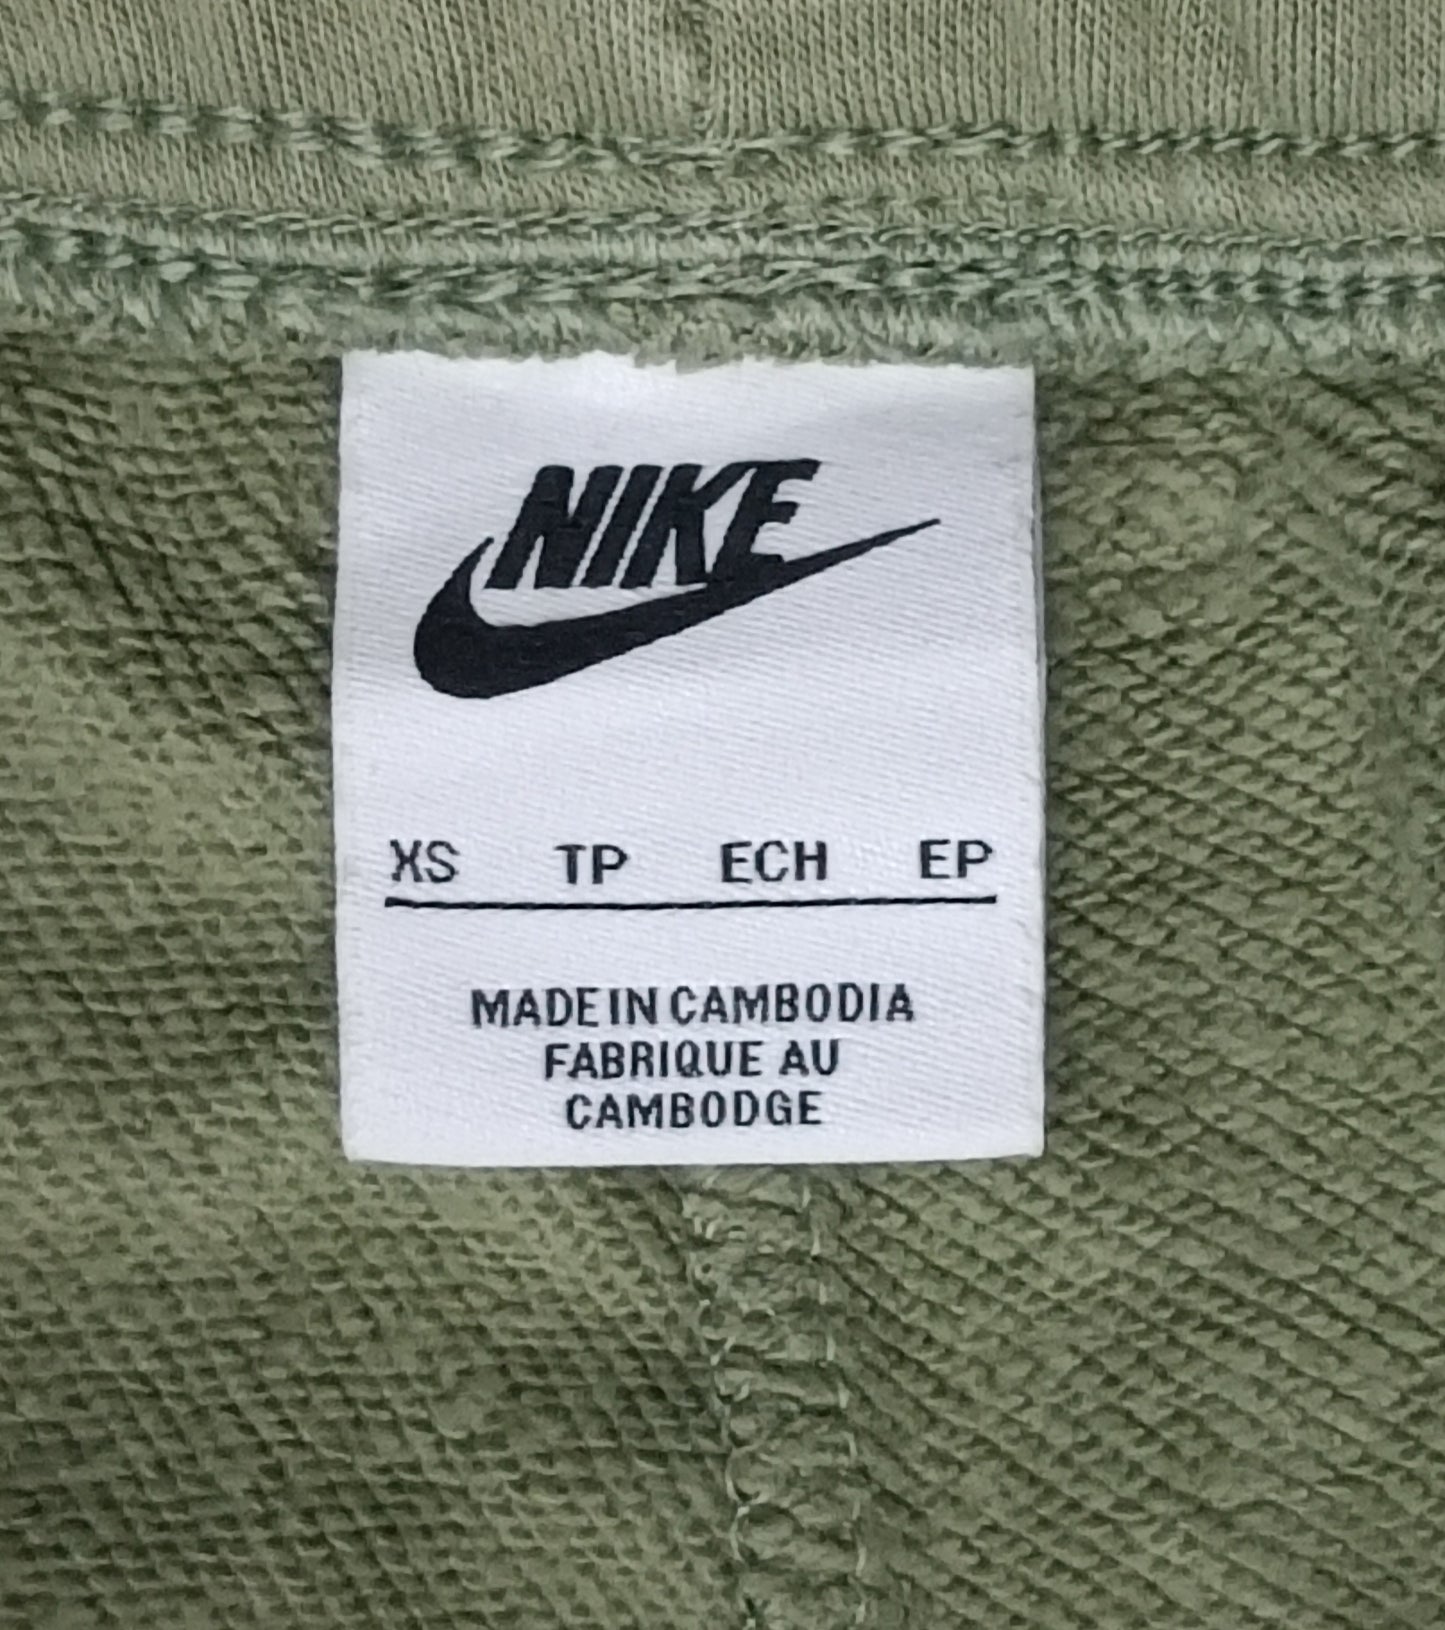 NIKE
XS TP ECH EP
MADE IN CAMBODIA
FABRIQUE AU
CAMBODGE